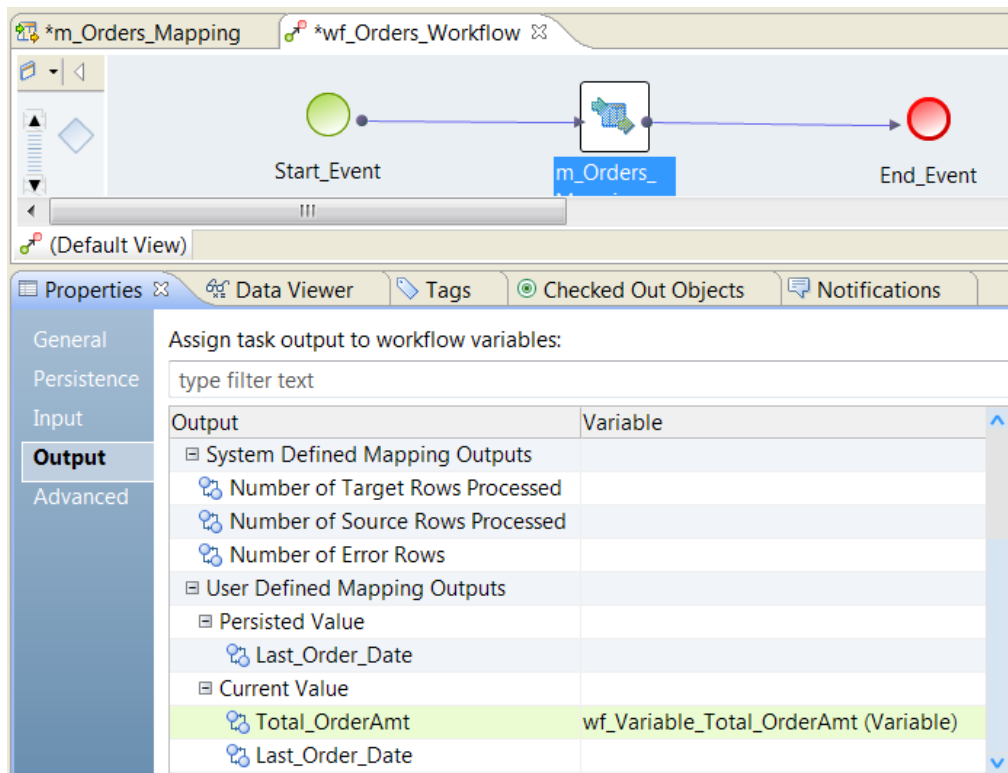 *m_Orders_Mapping
*wf_Orders_Workflow
Start_Event
m_Orders_
End_Event
(Default View)
Properties
Data Viewer
Tags
Checked Out Objects
Notifications
General
Persistence
Input
Output
Advanced
Assign task output to workflow variables:
type filter text
Output Variable
System Defined Mapping Outputs
Number of Target Rows Processed
Number of Source Rows Processed
Number of Error Rows
User Defined Mapping Outputs
Persisted Value
Last_Order_Date
Current Value
Total_OrderAmt wf_Variable_Total_OrderAmt (Variable)
Last_Order_Date